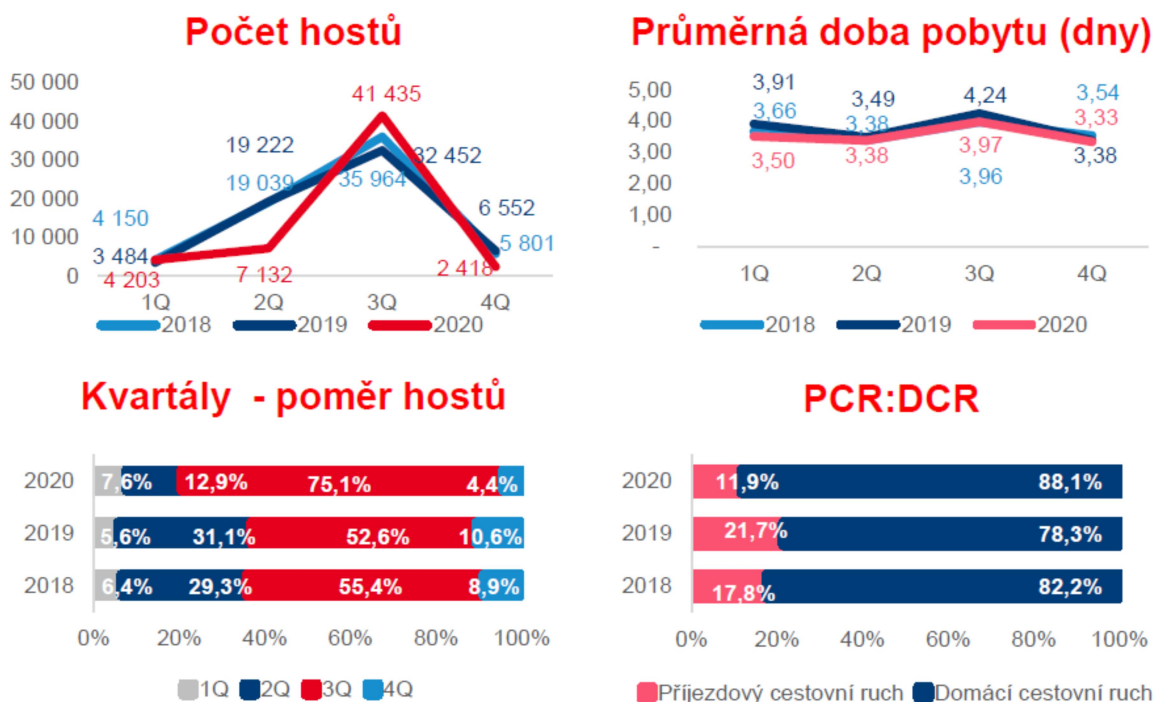 Počet hostů
50 000
40 000
30 000
20 000
10 000
0
4 150
3 484
4 203
19 222
19 039
7 132
41 435
35 964
32 452
6 552
5 801
2 418
1Q 2Q 3Q 4Q
2018 2019 2020
Průměrná doba pobytu (dny)
5,00
4,00
3,00
2,00
1,00
-
3,91
3,66
3,50
3,49
3,38
3,38
4,24
3,97
3,96
3,54
3,33
3,38
1Q 2Q 3Q 4Q
2018 2019 2020
Kvartály - poměr hostů
2020 7,6% 12,9% 75,1% 4,4%
2019 5,6% 31,1% 52,6% 10,6%
2018 6,4% 29,3% 55,4% 8,9%
0% 20% 40% 60% 80% 100%
1Q 2Q 3Q 4Q
PCR:DCR
2020 11,9% 88,1%
2019 21,7% 78,3%
2018 17,8% 82,2%
0% 20% 40% 60% 80% 100%
Příjezdový cestovní ruch Domácí cestovní ruch